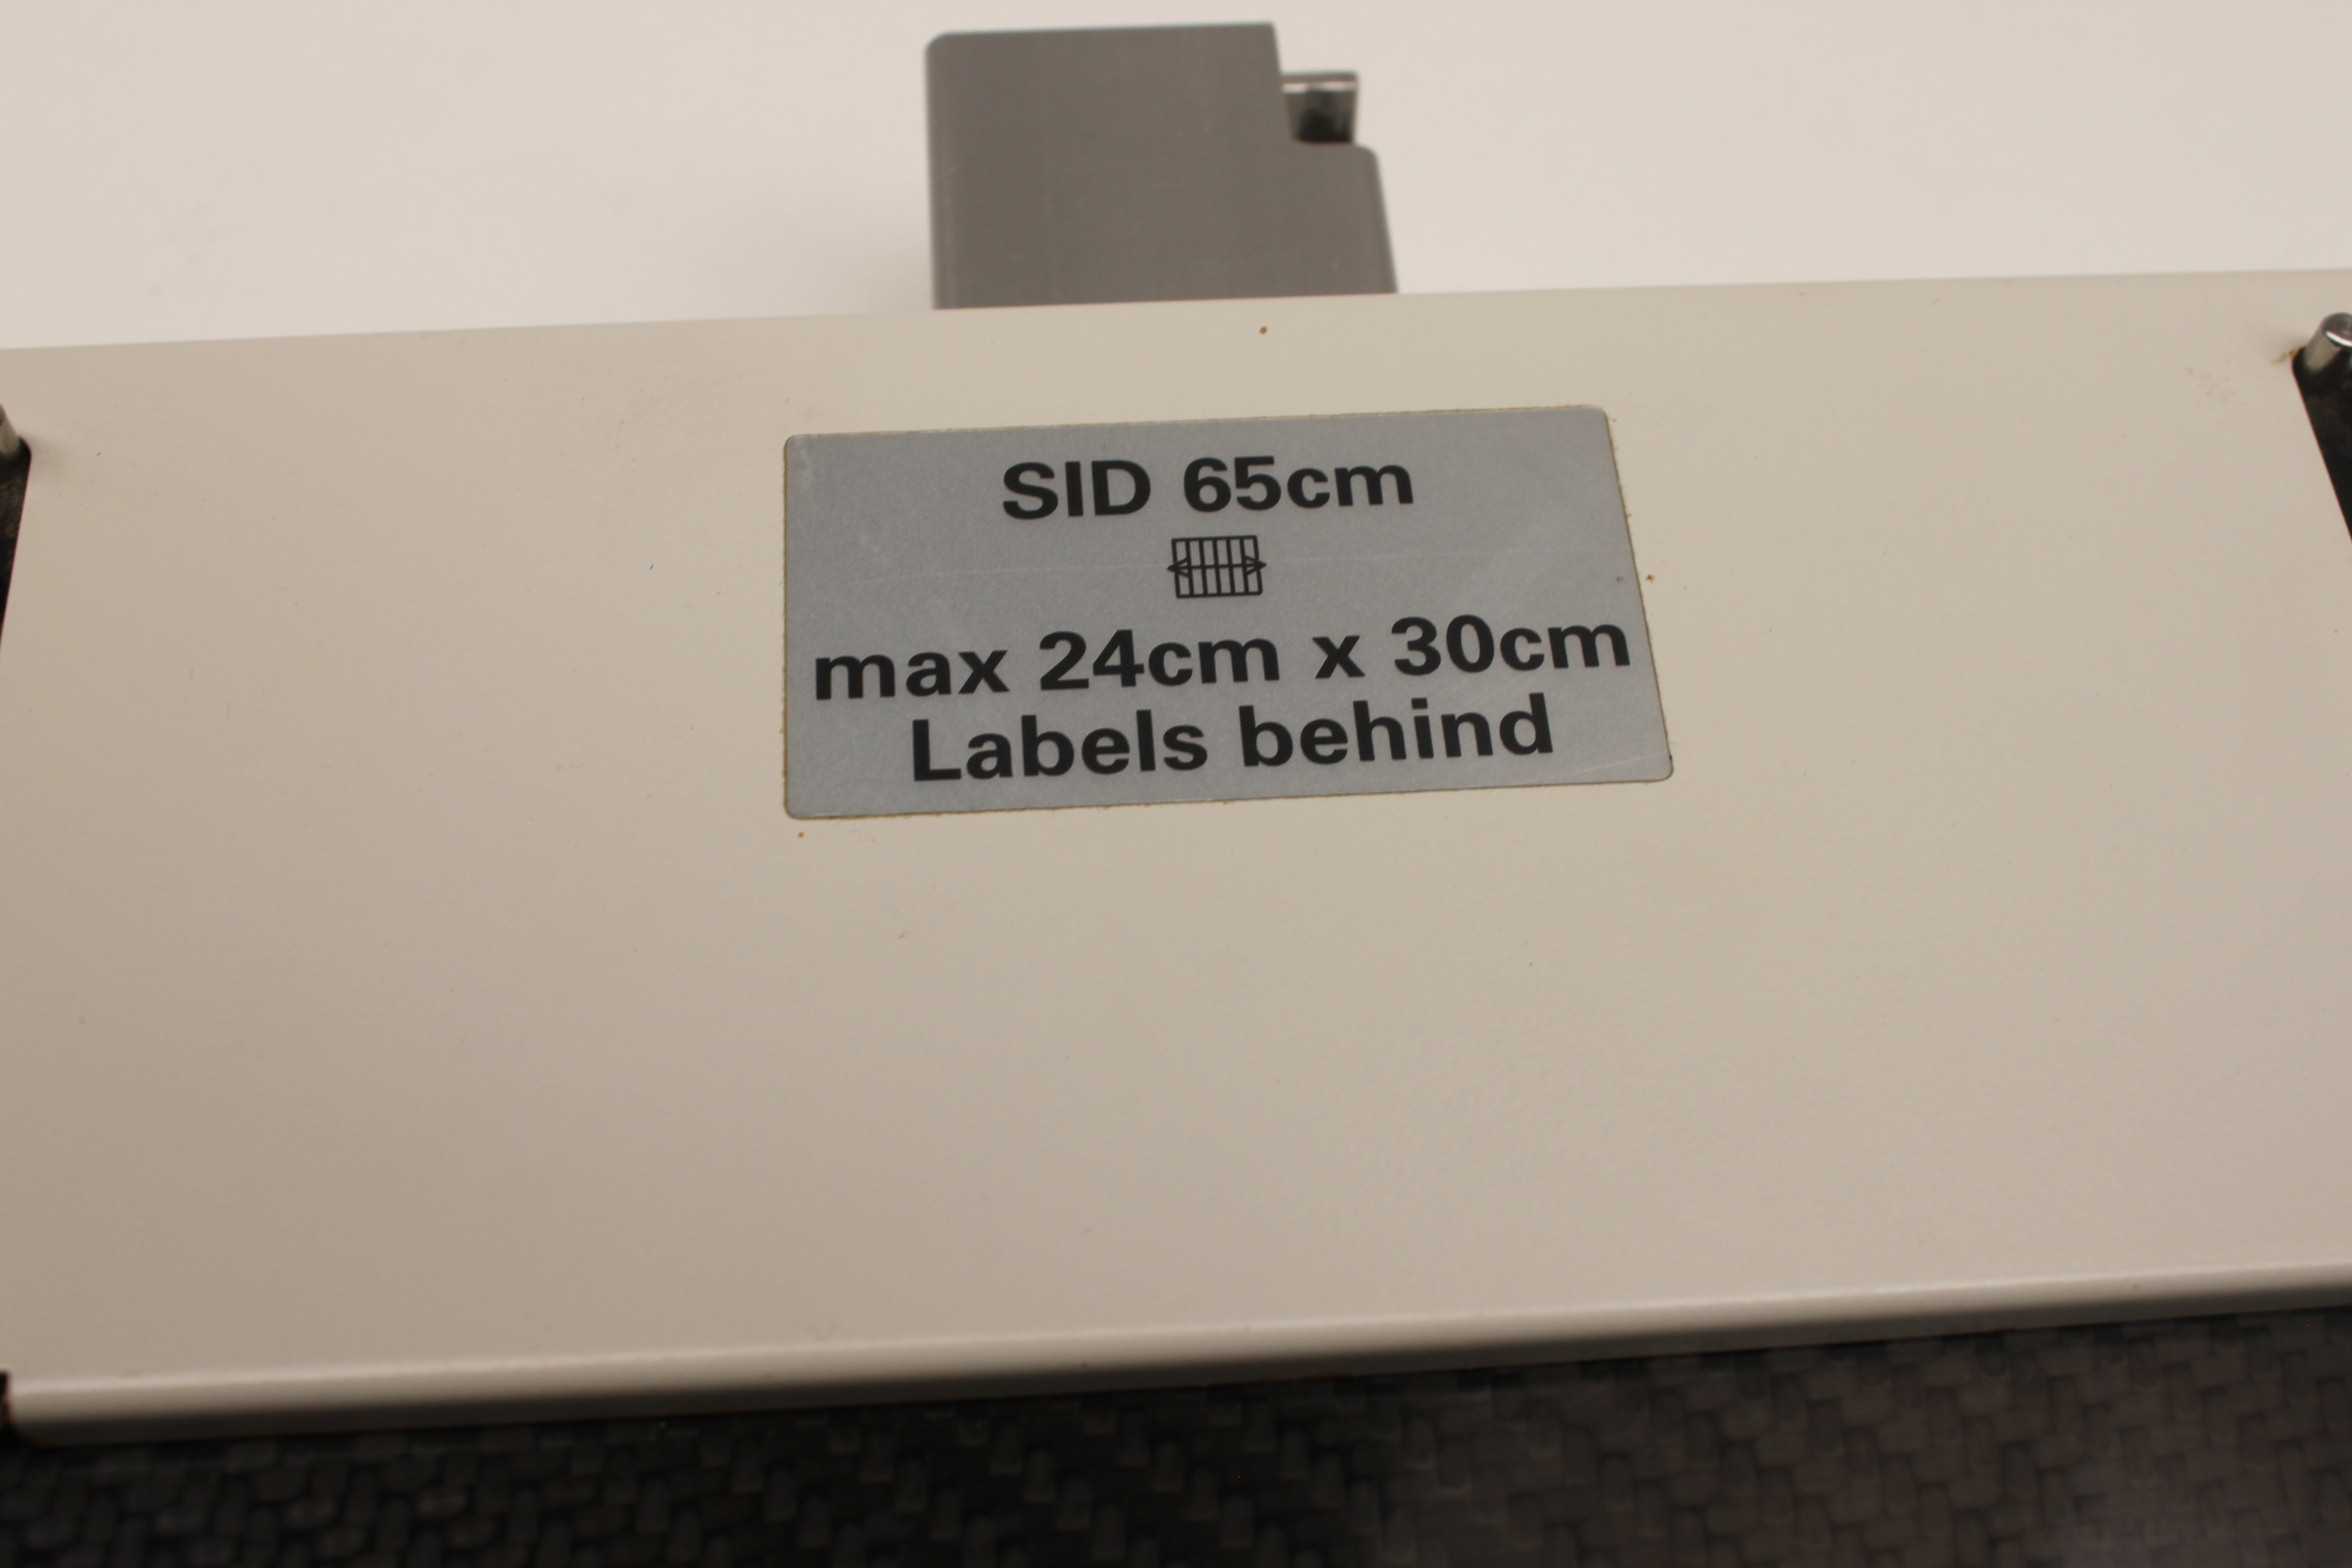 SID 65cm
max 24cm x 30cm
Labels behind